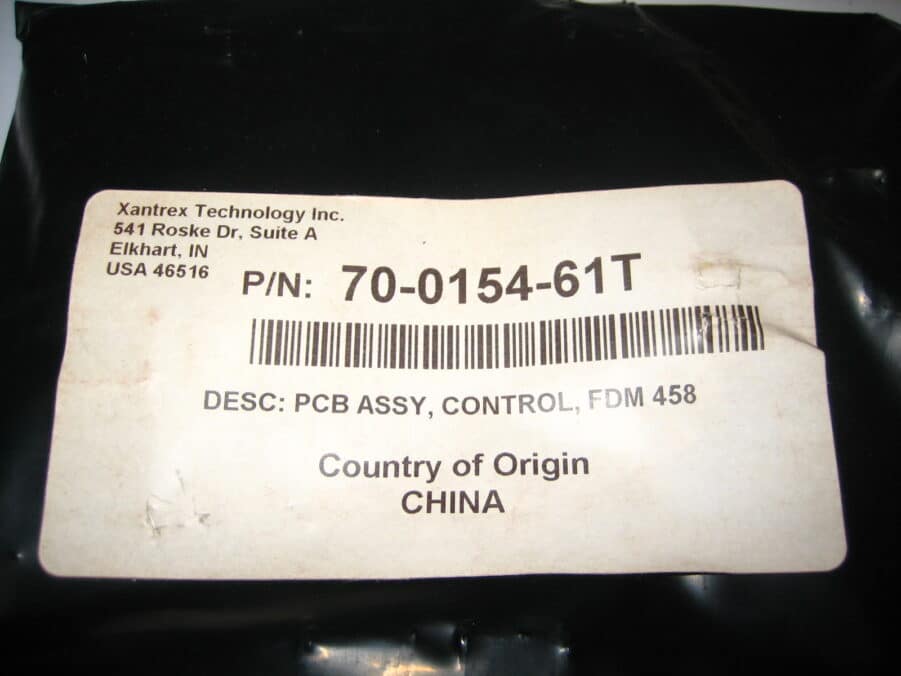 Xantrex Technology Inc.
541 Roske Dr, Suite A
Elkhart, IN
USA 46516
P/N: 70-0154-61T
DESC: PCB ASSY, CONTROL, FDM 458
Country of Origin
CHINA